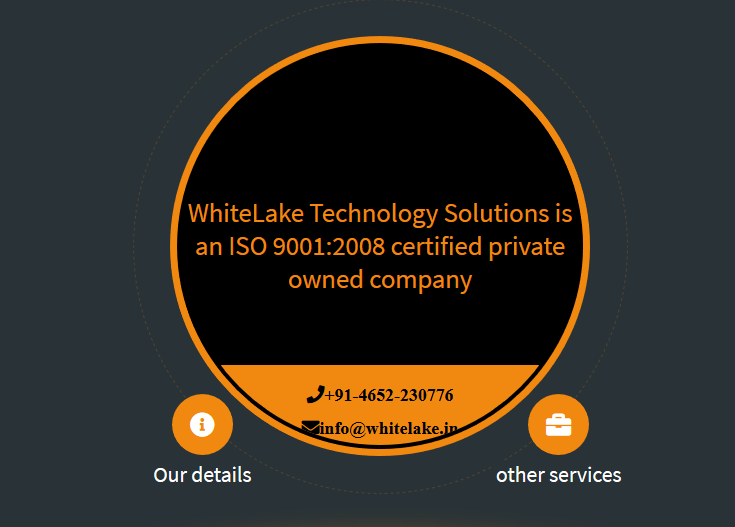 WhiteLake Technology Solutions is
an ISO 9001:2008 certified private
owned company
+91-4652-230776
info@whitelake.in
Our details
other services